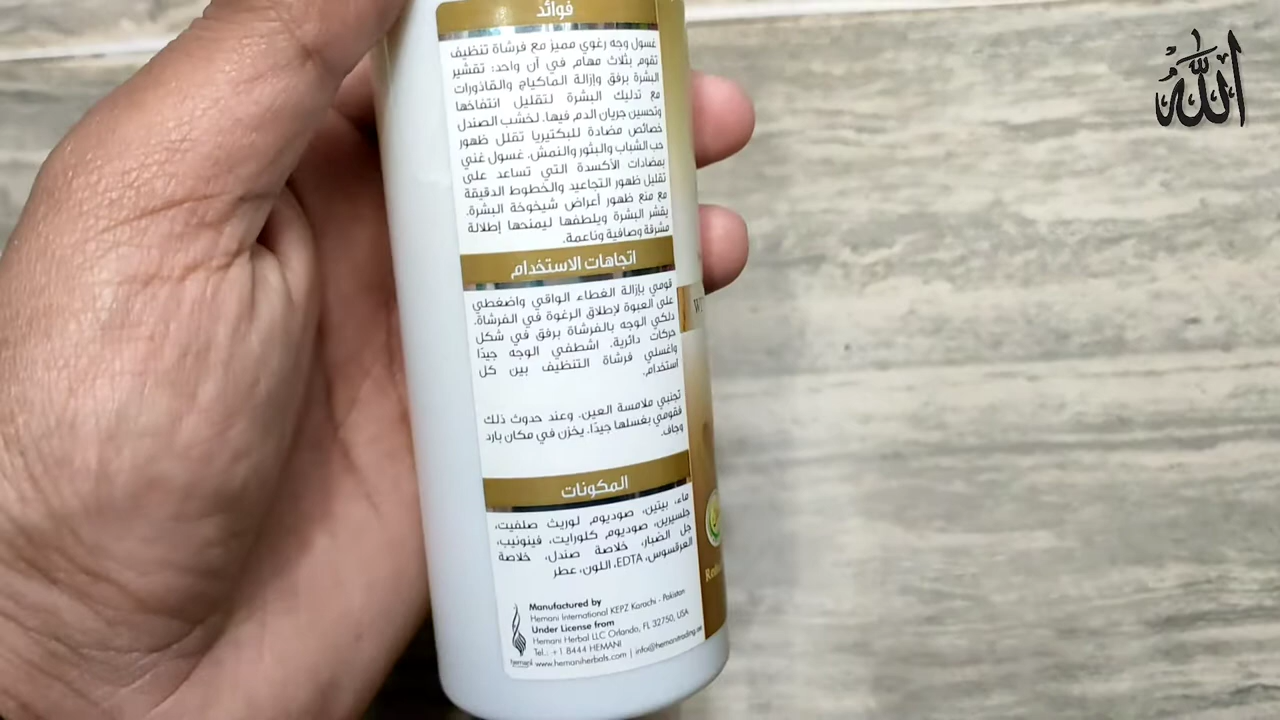 الله
فوائد
غسول وجه رغوي مميز مع فرشاة تنظيف
تقوم بثلاث مهام في آن واحد: تقشير
البشرة برفق وإزالة الماكياج والقاذورات
مع تدليك البشرة لتقليل انتفاخها
وتحسين جريان الدم فيها. لخشب الصندل
خصائص مضادة للبكتيريا تقلل ظهور
حب الشباب والبثور والنمش. غسول غني
بمضادات الأكسدة التي تساعد على
تقليل ظهور التجاعيد والخطوط الدقيقة
مع منع ظهور أعراض شيخوخة البشرة.
يقشر البشرة ويلطفها ليمنحها إطلالة
مشرقة وصافية وناعمة.
اتجاهات الاستخدام
قومي بإزالة الغطاء الواقي واضغطي
على العبوة لإطلاق الرغوة في الفرشاة.
دلكي الوجه بالفرشاة برفق في شكل
حركات دائرية. اشطفي الوجه جيدًا
واغسلي فرشاة التنظيف بين كل
استخدام.
تجنبي ملامسة العين. وعند حدوث ذلك
فقومي بغسلها جيدًا. يخزن في مكان بارد
وجاف.
المكونات
ماء، بيتين، صوديوم لوريث صلفيت،
جلسيرين، صوديوم كلورايت، فينونيب،
جل الصبار، خلاصة صندل، خلاصة
العرقسوس، EDTA، اللون، عطر
Manufactured by
Hemani International KEPZ Karachi - Pakistan
Under License from
Hemani Herbal LLC Orlando, FL 32750, USA
Tel.: +1 8444 HEMANI
www.hemaniherbals.com | info@hemanitrading.net
hemani